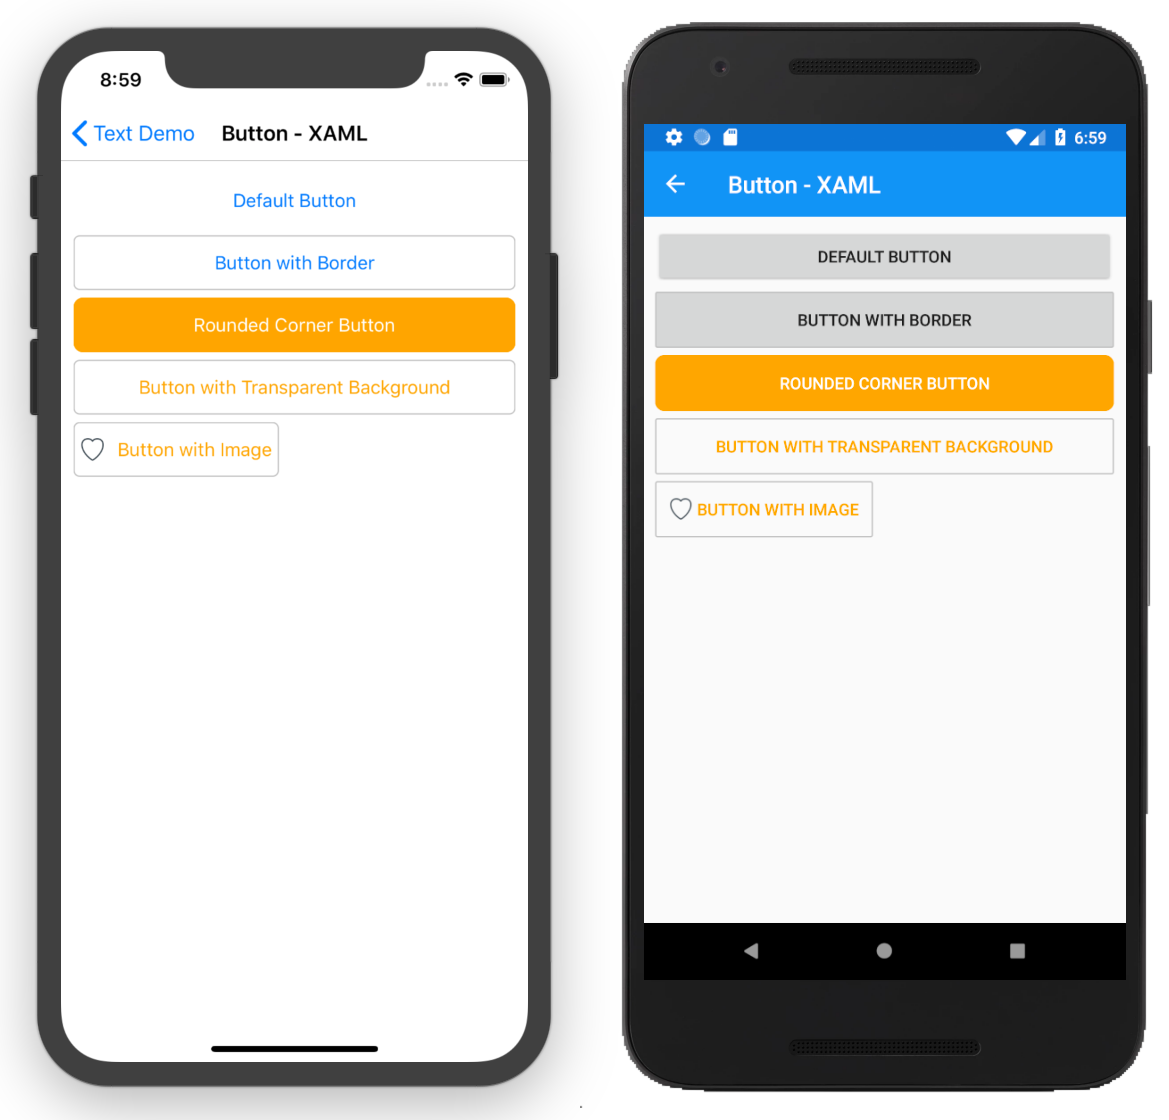 8:59
Text Demo Button - XAML
Default Button
Button with Border
Rounded Corner Button
Button with Transparent Background
Button with Image
6:59
Button - XAML
DEFAULT BUTTON
BUTTON WITH BORDER
ROUNDED CORNER BUTTON
BUTTON WITH TRANSPARENT BACKGROUND
BUTTON WITH IMAGE